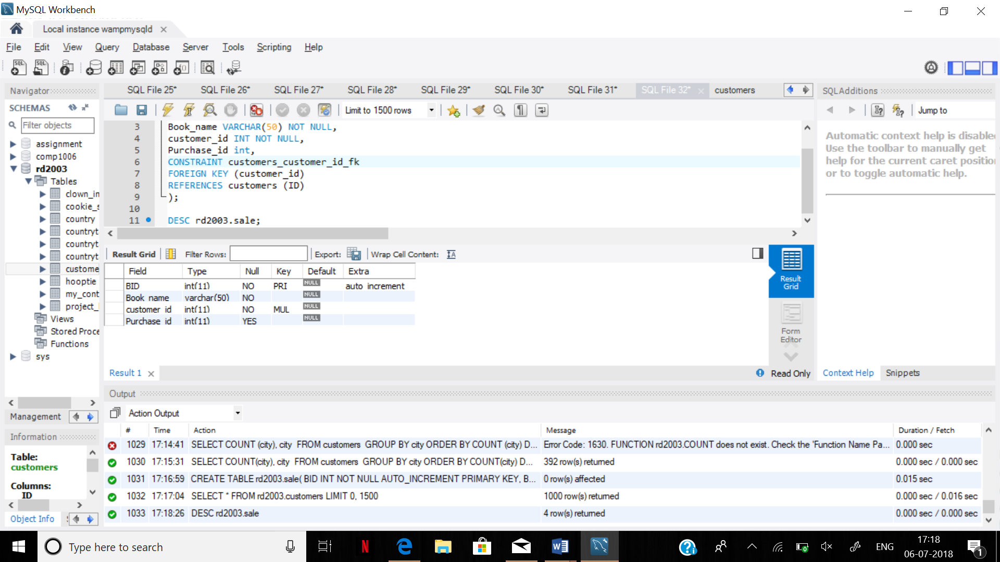 MySQL Workbench
Local instance wampmysqld
File Edit View Query Database Server Tools Scripting Help
Navigator
SCHEMAS
Filter objects
assignment
comp1006
rd2003
Tables
clown_in
cookie_s
country
countryt
countryt
countryt
custome
hooptie
my_cont
project_
Views
Stored Proce
Functions
sys
Management
Information
Table:
customers
Columns:
ID
Object Info
SQL File 25* SQL File 26* SQL File 27* SQL File 28* SQL File 29* SQL File 30* SQL File 31* SQL File 32* customers
Limit to 1500 rows
3 Book_name VARCHAR(50) NOT NULL,
4 customer_id INT NOT NULL,
5 Purchase_id int,
6 CONSTRAINT customers_customer_id_fk
7 FOREIGN KEY (customer_id)
8 REFERENCES customers (ID)
9 );
10
11 DESC rd2003.sale;
Result Grid Filter Rows: Export: Wrap Cell Content:
Field Type Null Key Default Extra
BID int(11) NO PRI NULL auto_increment
Book_name varchar(50) NO NULL
customer_id int(11) NO MUL NULL
Purchase_id int(11) YES NULL
Result
Grid
Form
Editor
Result 1
Read Only
SQLAdditions
Jump to
Automatic context help is disable
Use the toolbar to manually get
help for the current caret positio
or to toggle automatic help.
Context Help Snippets
Output
Action Output
# Time Action Message Duration / Fetch
1029 17:14:41 SELECT COUNT (city), city FROM customers GROUP BY city ORDER BY COUNT (city) D... Error Code: 1630. FUNCTION rd2003.COUNT does not exist. Check the 'Function Name Pa... 0.000 sec
1030 17:15:31 SELECT COUNT(city), city FROM customers GROUP BY city ORDER BY COUNT(city) D... 392 row(s) returned 0.000 sec / 0.000 sec
1031 17:16:59 CREATE TABLE rd2003.sale( BID INT NOT NULL AUTO_INCREMENT PRIMARY KEY, B... 0 row(s) affected 0.015 sec
1032 17:17:04 SELECT * FROM rd2003.customers LIMIT 0, 1500 1000 row(s) returned 0.000 sec / 0.016 sec
1033 17:18:26 DESC rd2003.sale 4 row(s) returned 0.000 sec / 0.000 sec
Type here to search
ENG
17:18
06-07-2018
1